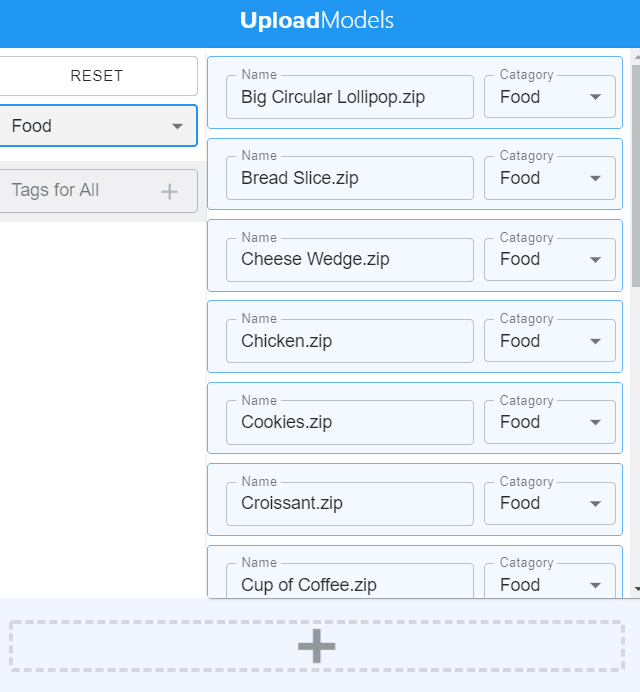 UploadModels
RESET
Food
Tags for All
Name
Big Circular Lollipop.zip
Catagory
Food
Name
Bread Slice.zip
Catagory
Food
Name
Cheese Wedge.zip
Catagory
Food
Name
Chicken.zip
Catagory
Food
Name
Cookies.zip
Catagory
Food
Name
Croissant.zip
Catagory
Food
Name
Cup of Coffee.zip
Catagory
Food